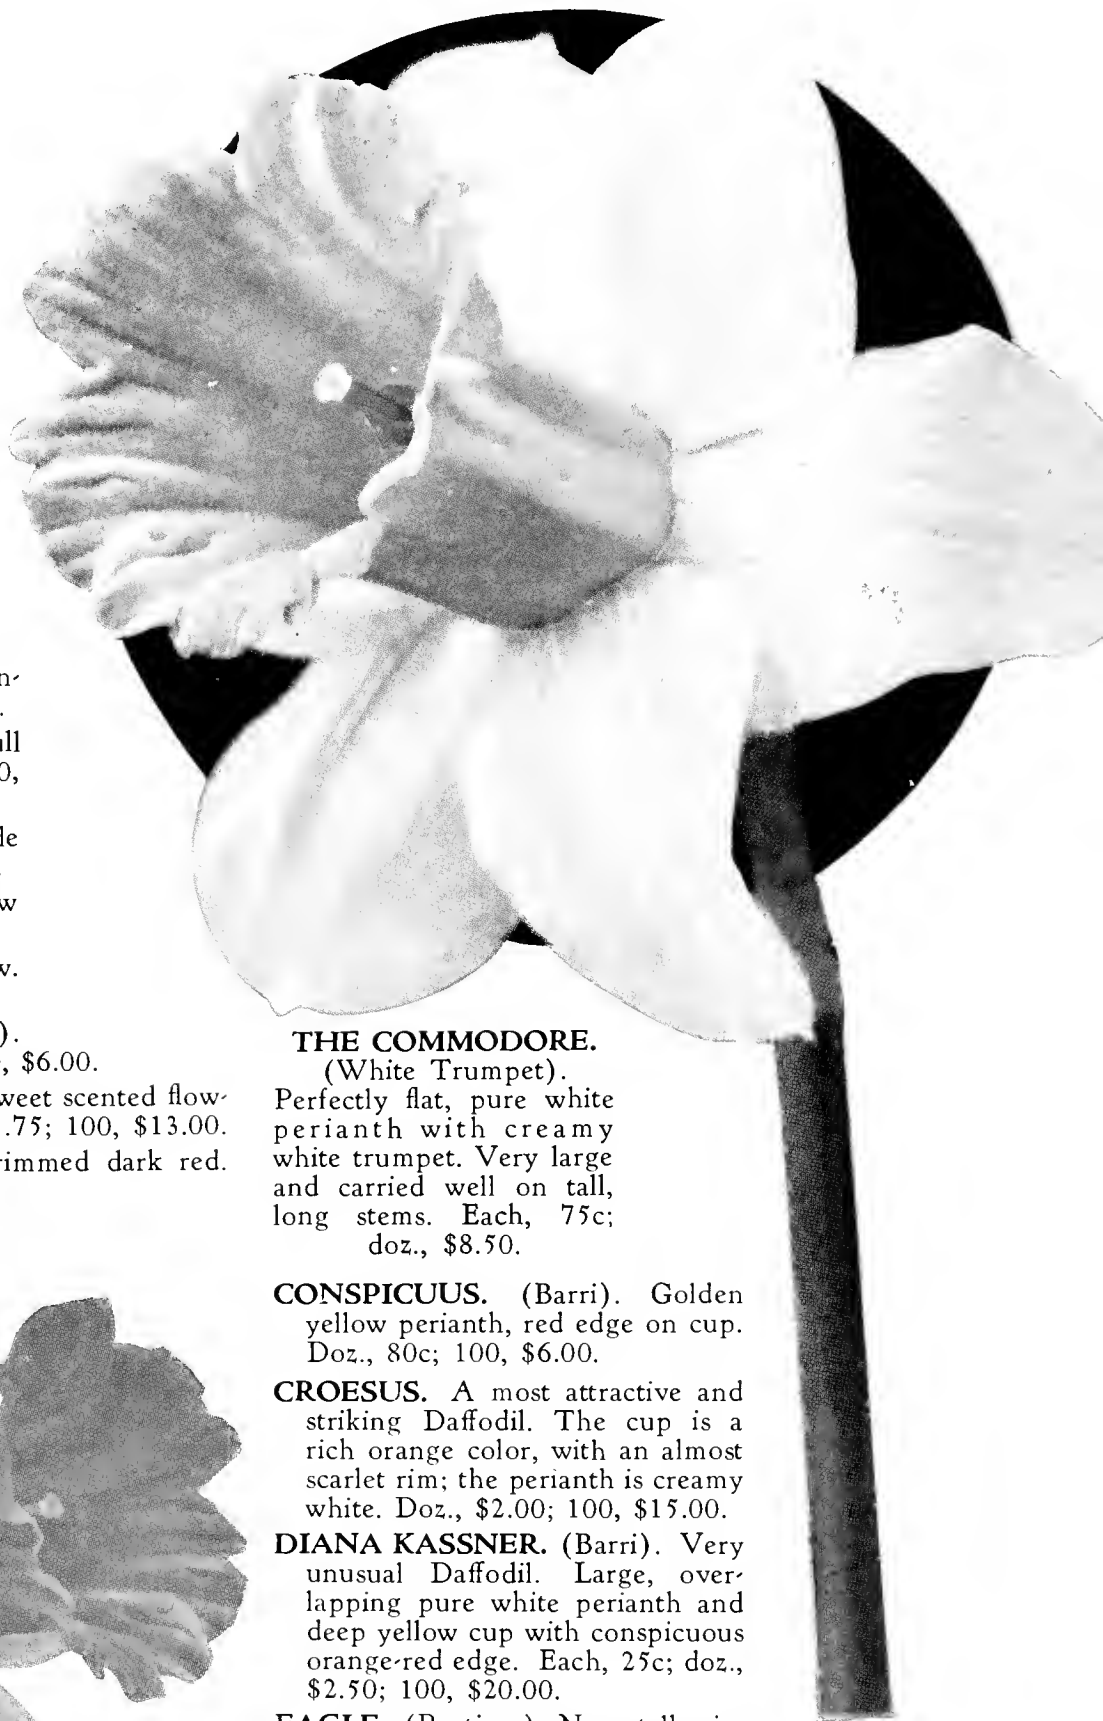 $6.00.
sweet scented flow-
.75; 100, $13.00.
rimmed dark red.
THE COMMODORE.
(White Trumpet).
Perfectly flat, pure white
perianth with creamy
white trumpet. Very large
and carried well on tall,
long stems. Each, 75c;
doz., $8.50.
CONSPICUUS. (Barri). Golden
yellow perianth, red edge on cup.
Doz., 80c; 100, $6.00.
CROESUS. A most attractive and
striking Daffodil. The cup is a
rich orange color, with an almost
scarlet rim; the perianth is creamy
white. Doz., $2.00; 100, $15.00.
DIANA KASSNER. (Barri). Very
unusual Daffodil. Large, over-
lapping pure white perianth and
deep yellow cup with conspicuous
orange-red edge. Each, 25c; doz.,
$2.50; 100, $20.00.